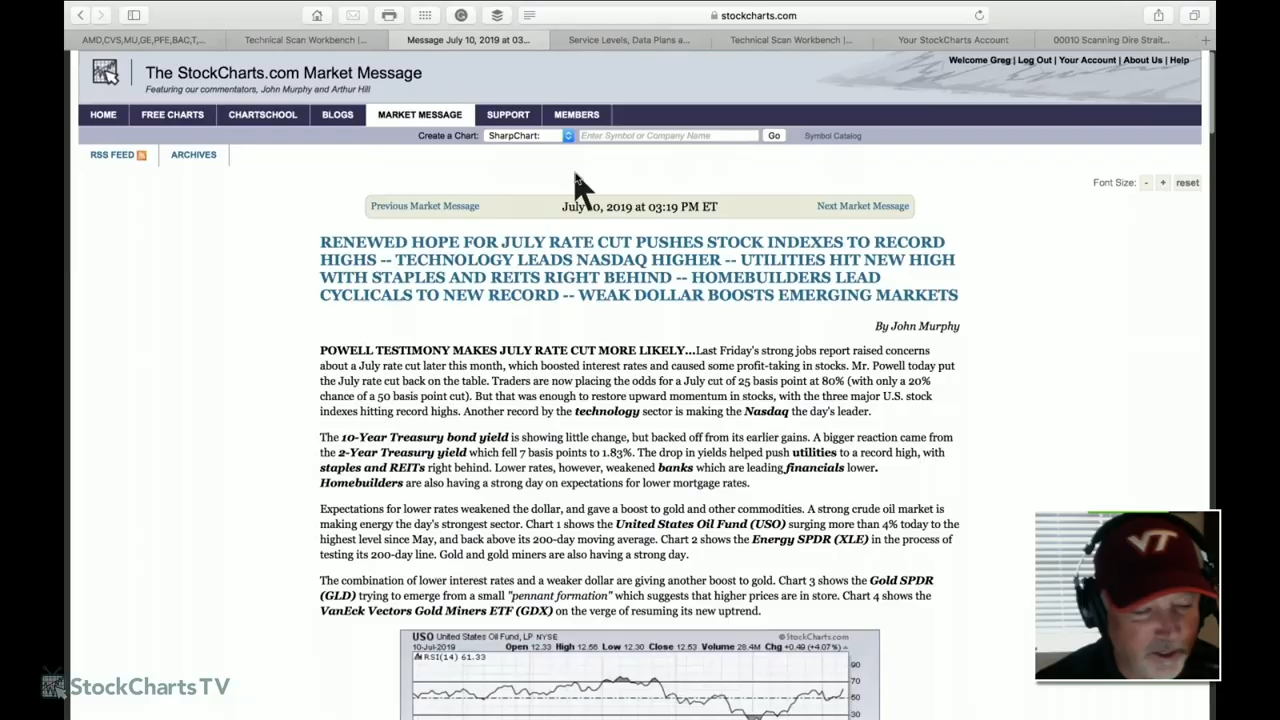 stockcharts.com
AMD,CVS,MU,GE,PFE,BAC,T,...
Technical Scan Workbench |...
Message July 10, 2019 at 03...
Service Levels, Data Plans a...
Technical Scan Workbench |...
Your StockCharts Account
00010 Scanning Dire Strait...
The StockCharts.com Market Message
Featuring our commentators, John Murphy and Arthur Hill
Welcome Greg | Log Out | Your Account | About Us | Help
HOME FREE CHARTS CHARTSCHOOL BLOGS MARKET MESSAGE SUPPORT MEMBERS
Create a Chart: SharpChart: Enter Symbol or Company Name Go Symbol Catalog
RSS FEED ARCHIVES
Font Size: - + reset
Previous Market Message July 10, 2019 at 03:19 PM ET Next Market Message
RENEWED HOPE FOR JULY RATE CUT PUSHES STOCK INDEXES TO RECORD
HIGHS -- TECHNOLOGY LEADS NASDAQ HIGHER -- UTILITIES HIT NEW HIGH
WITH STAPLES AND REITS RIGHT BEHIND -- HOMEBUILDERS LEAD
CYCLICALS TO NEW RECORD -- WEAK DOLLAR BOOSTS EMERGING MARKETS
By John Murphy
POWELL TESTIMONY MAKES JULY RATE CUT MORE LIKELY...Last Friday's strong jobs report raised concerns
about a July rate cut later this month, which boosted interest rates and caused some profit-taking in stocks. Mr. Powell today put
the July rate cut back on the table. Traders are now placing the odds for a July cut of 25 basis point at 80% (with only a 20%
chance of a 50 basis point cut). But that was enough to restore upward momentum in stocks, with the three major U.S. stock
indexes hitting record highs. Another record by the technology sector is making the Nasdaq the day's leader.
The 10-Year Treasury bond yield is showing little change, but backed off from its earlier gains. A bigger reaction came from
the 2-Year Treasury yield which fell 7 basis points to 1.83%. The drop in yields helped push utilities to a record high, with
staples and REITs right behind. Lower rates, however, weakened banks which are leading financials lower.
Homebuilders are also having a strong day on expectations for lower mortgage rates.
Expectations for lower rates weakened the dollar, and gave a boost to gold and other commodities. A strong crude oil market is
making energy the day's strongest sector. Chart 1 shows the United States Oil Fund (USO) surging more than 4% today to the
highest level since May, and back above its 200-day moving average. Chart 2 shows the Energy SPDR (XLE) in the process of
testing its 200-day line. Gold and gold miners are also having a strong day.
The combination of lower interest rates and a weaker dollar are giving another boost to gold. Chart 3 shows the Gold SPDR
(GLD) trying to emerge from a small "pennant formation" which suggests that higher prices are in store. Chart 4 shows the
VanEck Vectors Gold Miners ETF (GDX) on the verge of resuming its new uptrend.
USO United States Oil Fund, LP NYSE © StockCharts.com
10-Jul-2019 Open 12.33 High 12.56 Low 12.30 Close 12.53 Volume 28.4M Chg +0.49 (+4.07%)
RSI(14) 61.33
90
70
50
30
VT
StockChartsTV